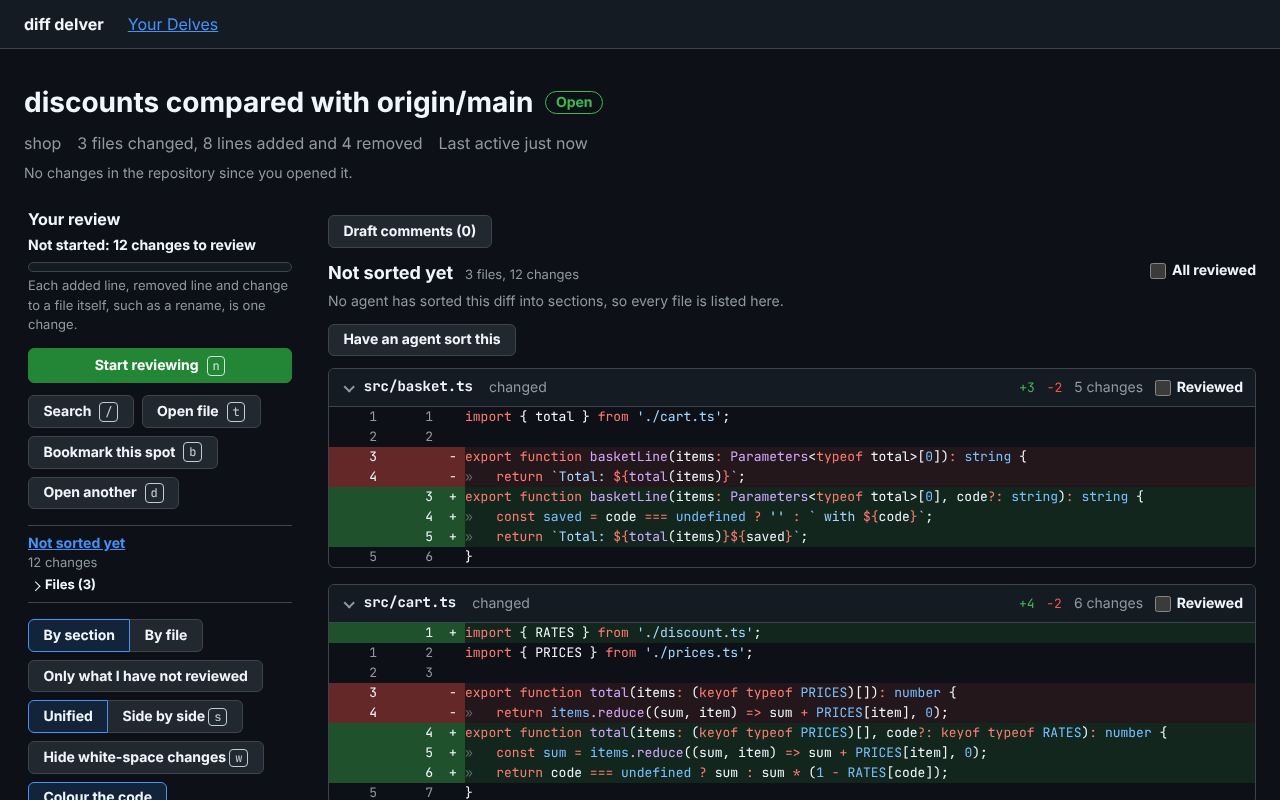 diff delver Your Delves
discounts compared with origin/main Open
shop 3 files changed, 8 lines added and 4 removed Last active just now
No changes in the repository since you opened it.
Your review
Not started: 12 changes to review
Each added line, removed line and change
to a file itself, such as a rename, is one
change.
Start reviewing n
Search / Open file t
Bookmark this spot b
Open another d
Not sorted yet
12 changes
Files (3)
By section By file
Only what I have not reviewed
Unified Side by side s
Hide white-space changes w
Colour the code
Draft comments (0)
Not sorted yet 3 files, 12 changes All reviewed
No agent has sorted this diff into sections, so every file is listed here.
Have an agent sort this
src/basket.ts changed +3 -2 5 changes Reviewed
1 1 import { total } from './cart.ts';
2 2
3 - export function basketLine(items: Parameters<typeof total>[0]): string {
4 - » return `Total: ${total(items)}`;
3 + export function basketLine(items: Parameters<typeof total>[0], code?: string): string {
4 + » const saved = code === undefined ? '' : ` with ${code}`;
5 + » return `Total: ${total(items)}${saved}`;
5 6 }
src/cart.ts changed +4 -2 6 changes Reviewed
1 + import { RATES } from './discount.ts';
1 2 import { PRICES } from './prices.ts';
2 3
3 - export function total(items: (keyof typeof PRICES)[]): number {
4 - » return items.reduce((sum, item) => sum + PRICES[item], 0);
4 + export function total(items: (keyof typeof PRICES)[], code?: keyof typeof RATES): number {
5 + » const sum = items.reduce((sum, item) => sum + PRICES[item], 0);
6 + » return code === undefined ? sum : sum * (1 - RATES[code]);
5 7 }